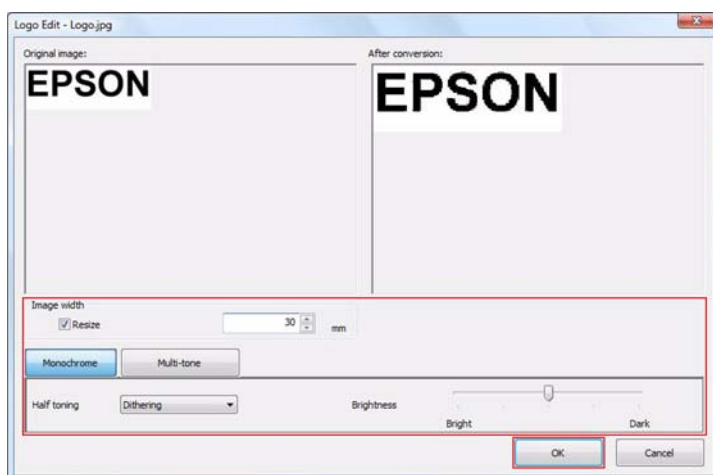 Logo Edit - Logo.jpg
Original image:
After conversion:
EPSON
EPSON
Image width
Resize
30
mm
Monochrome
Multi-tone
Half toning
Dithering
Brightness
Bright
Dark
OK
Cancel